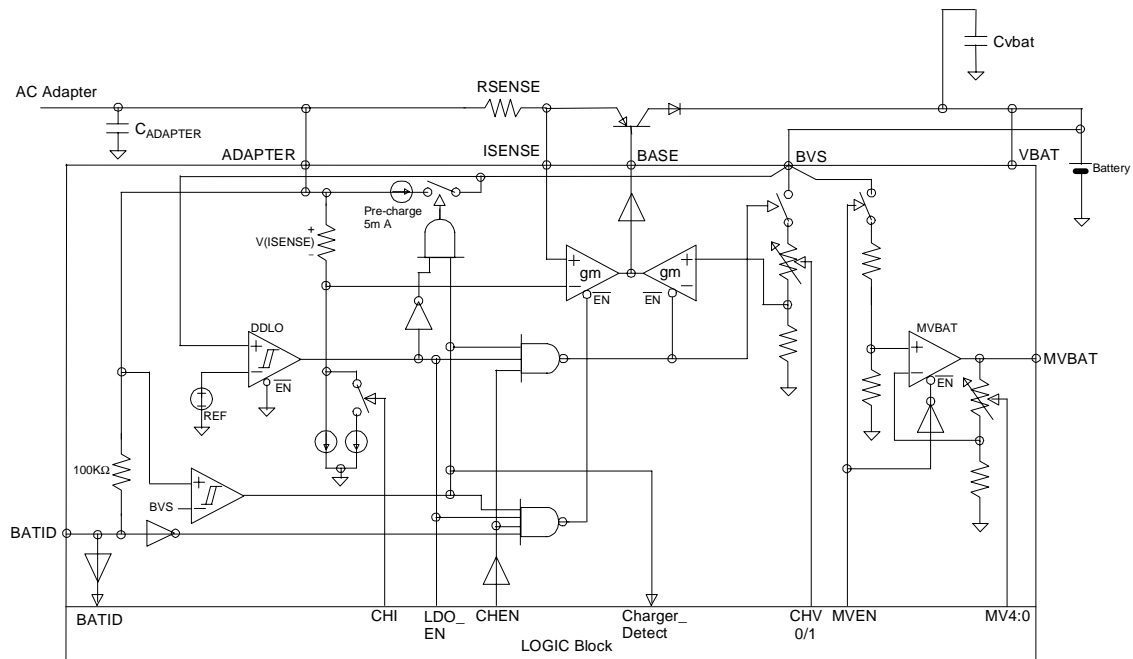 Cvbat
AC Adapter
RSENSE
CADAPTER
ADAPTER
ISENSE
BASE
BVS
VBAT
Battery
Pre-charge
5m A
+
V(ISENSE)
−
+
gm
−
EN
+
gm
−
EN
DDLO
+
−
EN
REF
MVBAT
+
−
EN
MVBAT
100KΩ
+
BVS
−
BATID
BATID
CHI
LDO_
EN
CHEN
Charger_
Detect
CHV
0/1
MVEN
MV4:0
LOGIC Block